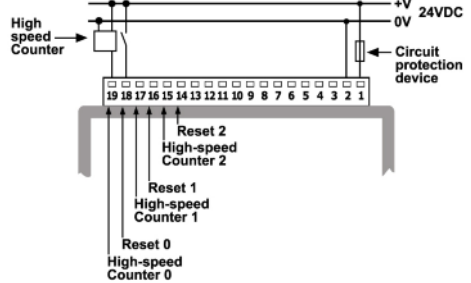 +V
24VDC
0V
High
speed
Counter
Circuit
protection
device
19 18 17 16 15 14 13 12 11 10 9 8 7 6 5 4 3 2 1
Reset 2
High-speed
Counter 2
Reset 1
High-speed
Counter 1
Reset 0
High-speed
Counter 0